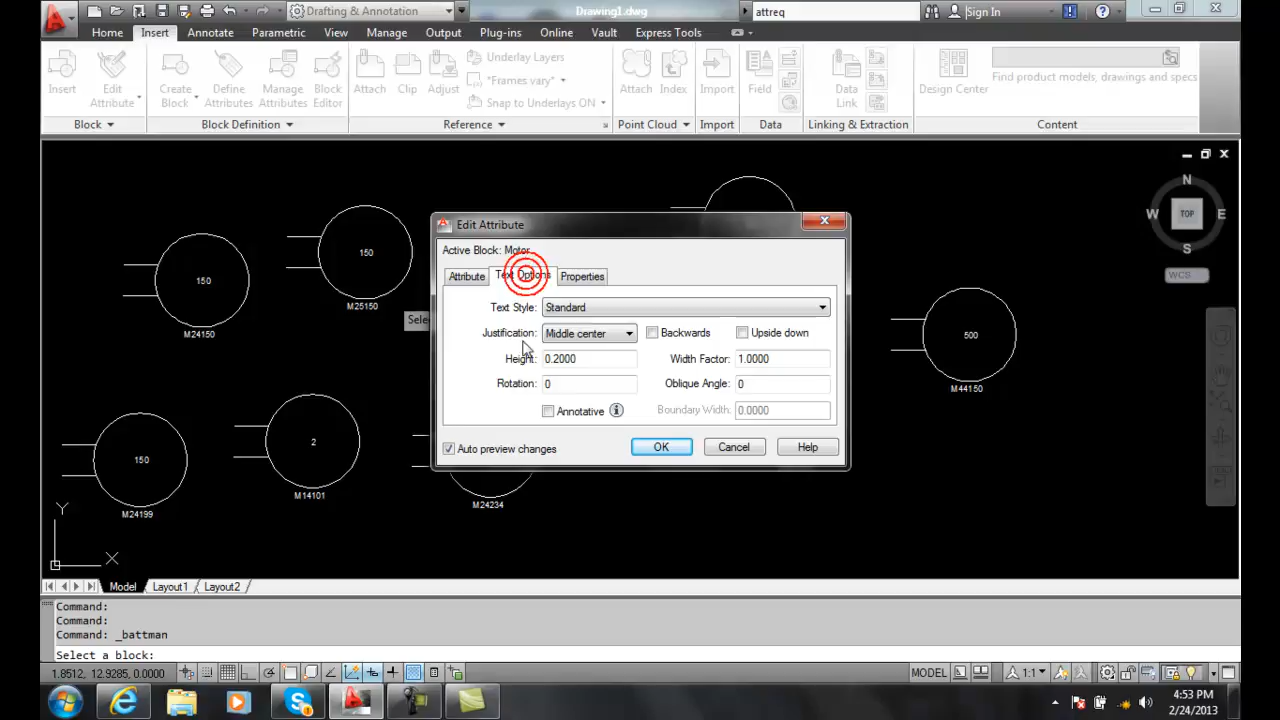 Drafting & Annotation
Drawing1.dwg
attreq
Sign In
Home Insert Annotate Parametric View Manage Output Plug-ins Online Vault Express Tools
Insert
Edit
Attribute
Create
Block
Define
Attributes
Manage
Attributes
Block
Editor
Attach
Clip
Adjust
Underlay Layers
*Frames vary*
Snap to Underlays ON
Attach
Index
Import
Field
Data
Link
Design Center
Find product models, drawings and specs
Block
Block Definition
Reference
Point Cloud
Import
Data
Linking & Extraction
Content
N
W TOP E
S
WCS
150
M24150
150
M25150
500
M44150
150
M24199
2
M14101
M24234
Edit Attribute
Active Block: Motor
Attribute Text Options Properties
Text Style: Standard
Justification: Middle center Backwards Upside down
Height: 0.2000 Width Factor: 1.0000
Rotation: 0 Oblique Angle: 0
Annotative Boundary Width: 0.0000
Auto preview changes OK Cancel Help
Selec
Y
X
Model Layout1 Layout2
Command:
Command:
Command: _battman
Select a block:
1.8512, 12.9285, 0.0000
MODEL
1:1
4:53 PM
2/24/2013